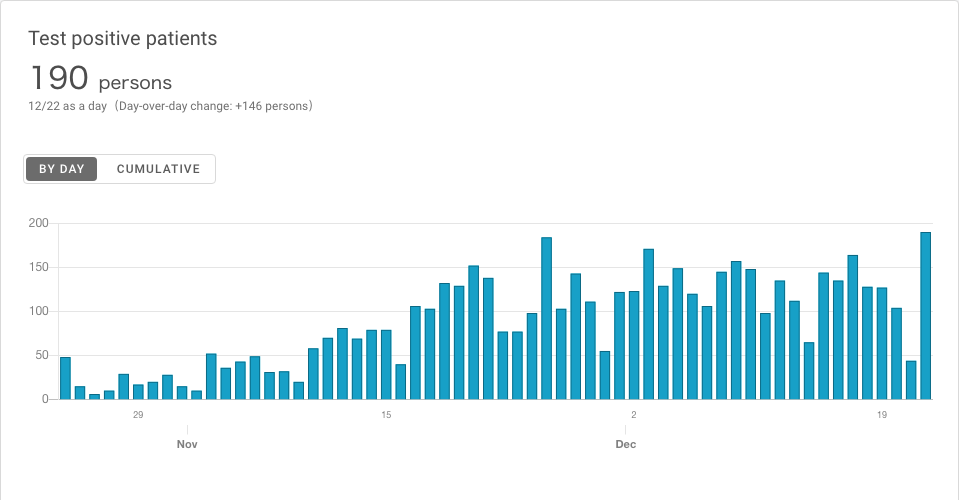 Test positive patients
190 persons
12/22 as a day（Day-over-day change: +146 persons）
BY DAY CUMULATIVE
200
150
100
50
0
29 15 2 19
Nov Dec